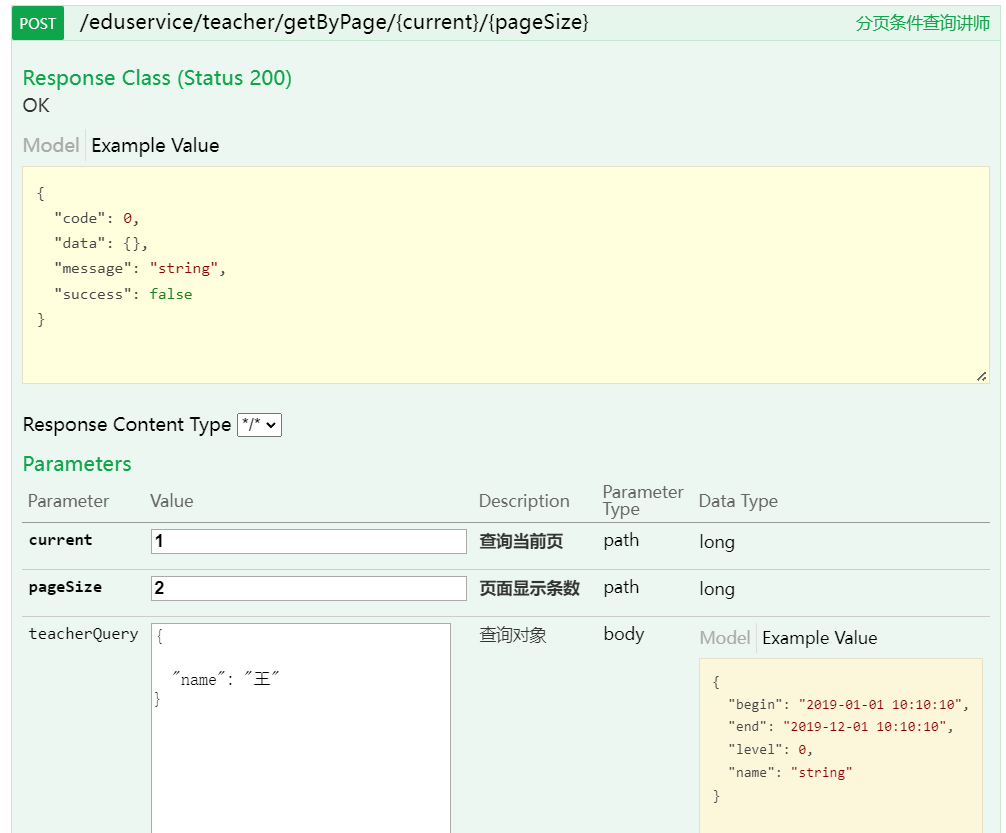 POST /eduservice/teacher/getByPage/{current}/{pageSize} 分页条件查询讲师
Response Class (Status 200)
OK
Model Example Value
{
"code": 0,
"data": {},
"message": "string",
"success": false
}
Response Content Type */*
Parameters
Parameter Value Description Parameter Type Data Type
current 1 查询当前页 path long
pageSize 2 页面显示条数 path long
teacherQuery { 查询对象 body Model Example Value
"name": "王"
}
{
"begin": "2019-01-01 10:10:10",
"end": "2019-12-01 10:10:10",
"level": 0,
"name": "string"
}